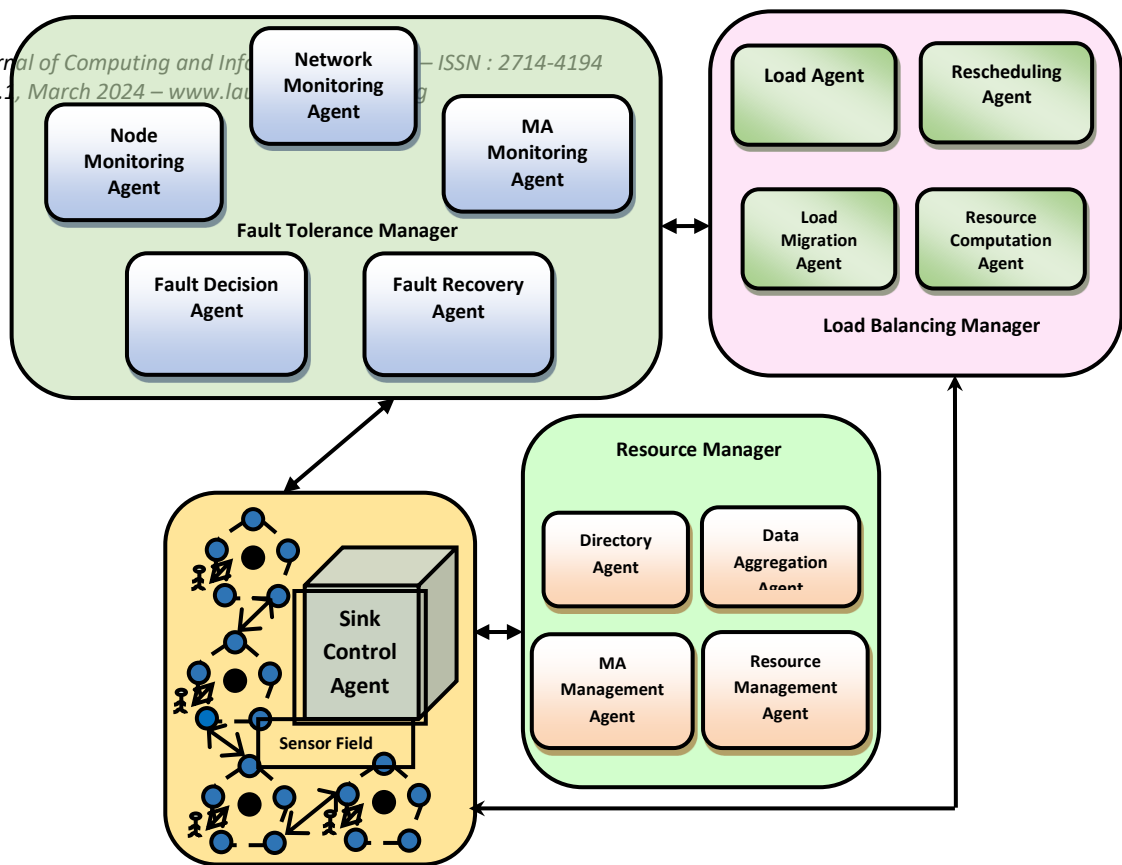 rnal of Computing and Inf
– ISSN : 2714-4194
.1, March 2024 – www.lau
g
Network
Monitoring
Agent
Node
Monitoring
Agent
MA
Monitoring
Agent
Fault Tolerance Manager
Fault Decision
Agent
Fault Recovery
Agent
Load Agent
Rescheduling
Agent
Load
Migration
Agent
Resource
Computation
Agent
Load Balancing Manager
Resource Manager
Directory
Agent
Data
Aggregation
Agent
MA
Management
Agent
Resource
Management
Agent
Sink
Control
Agent
Sensor Field